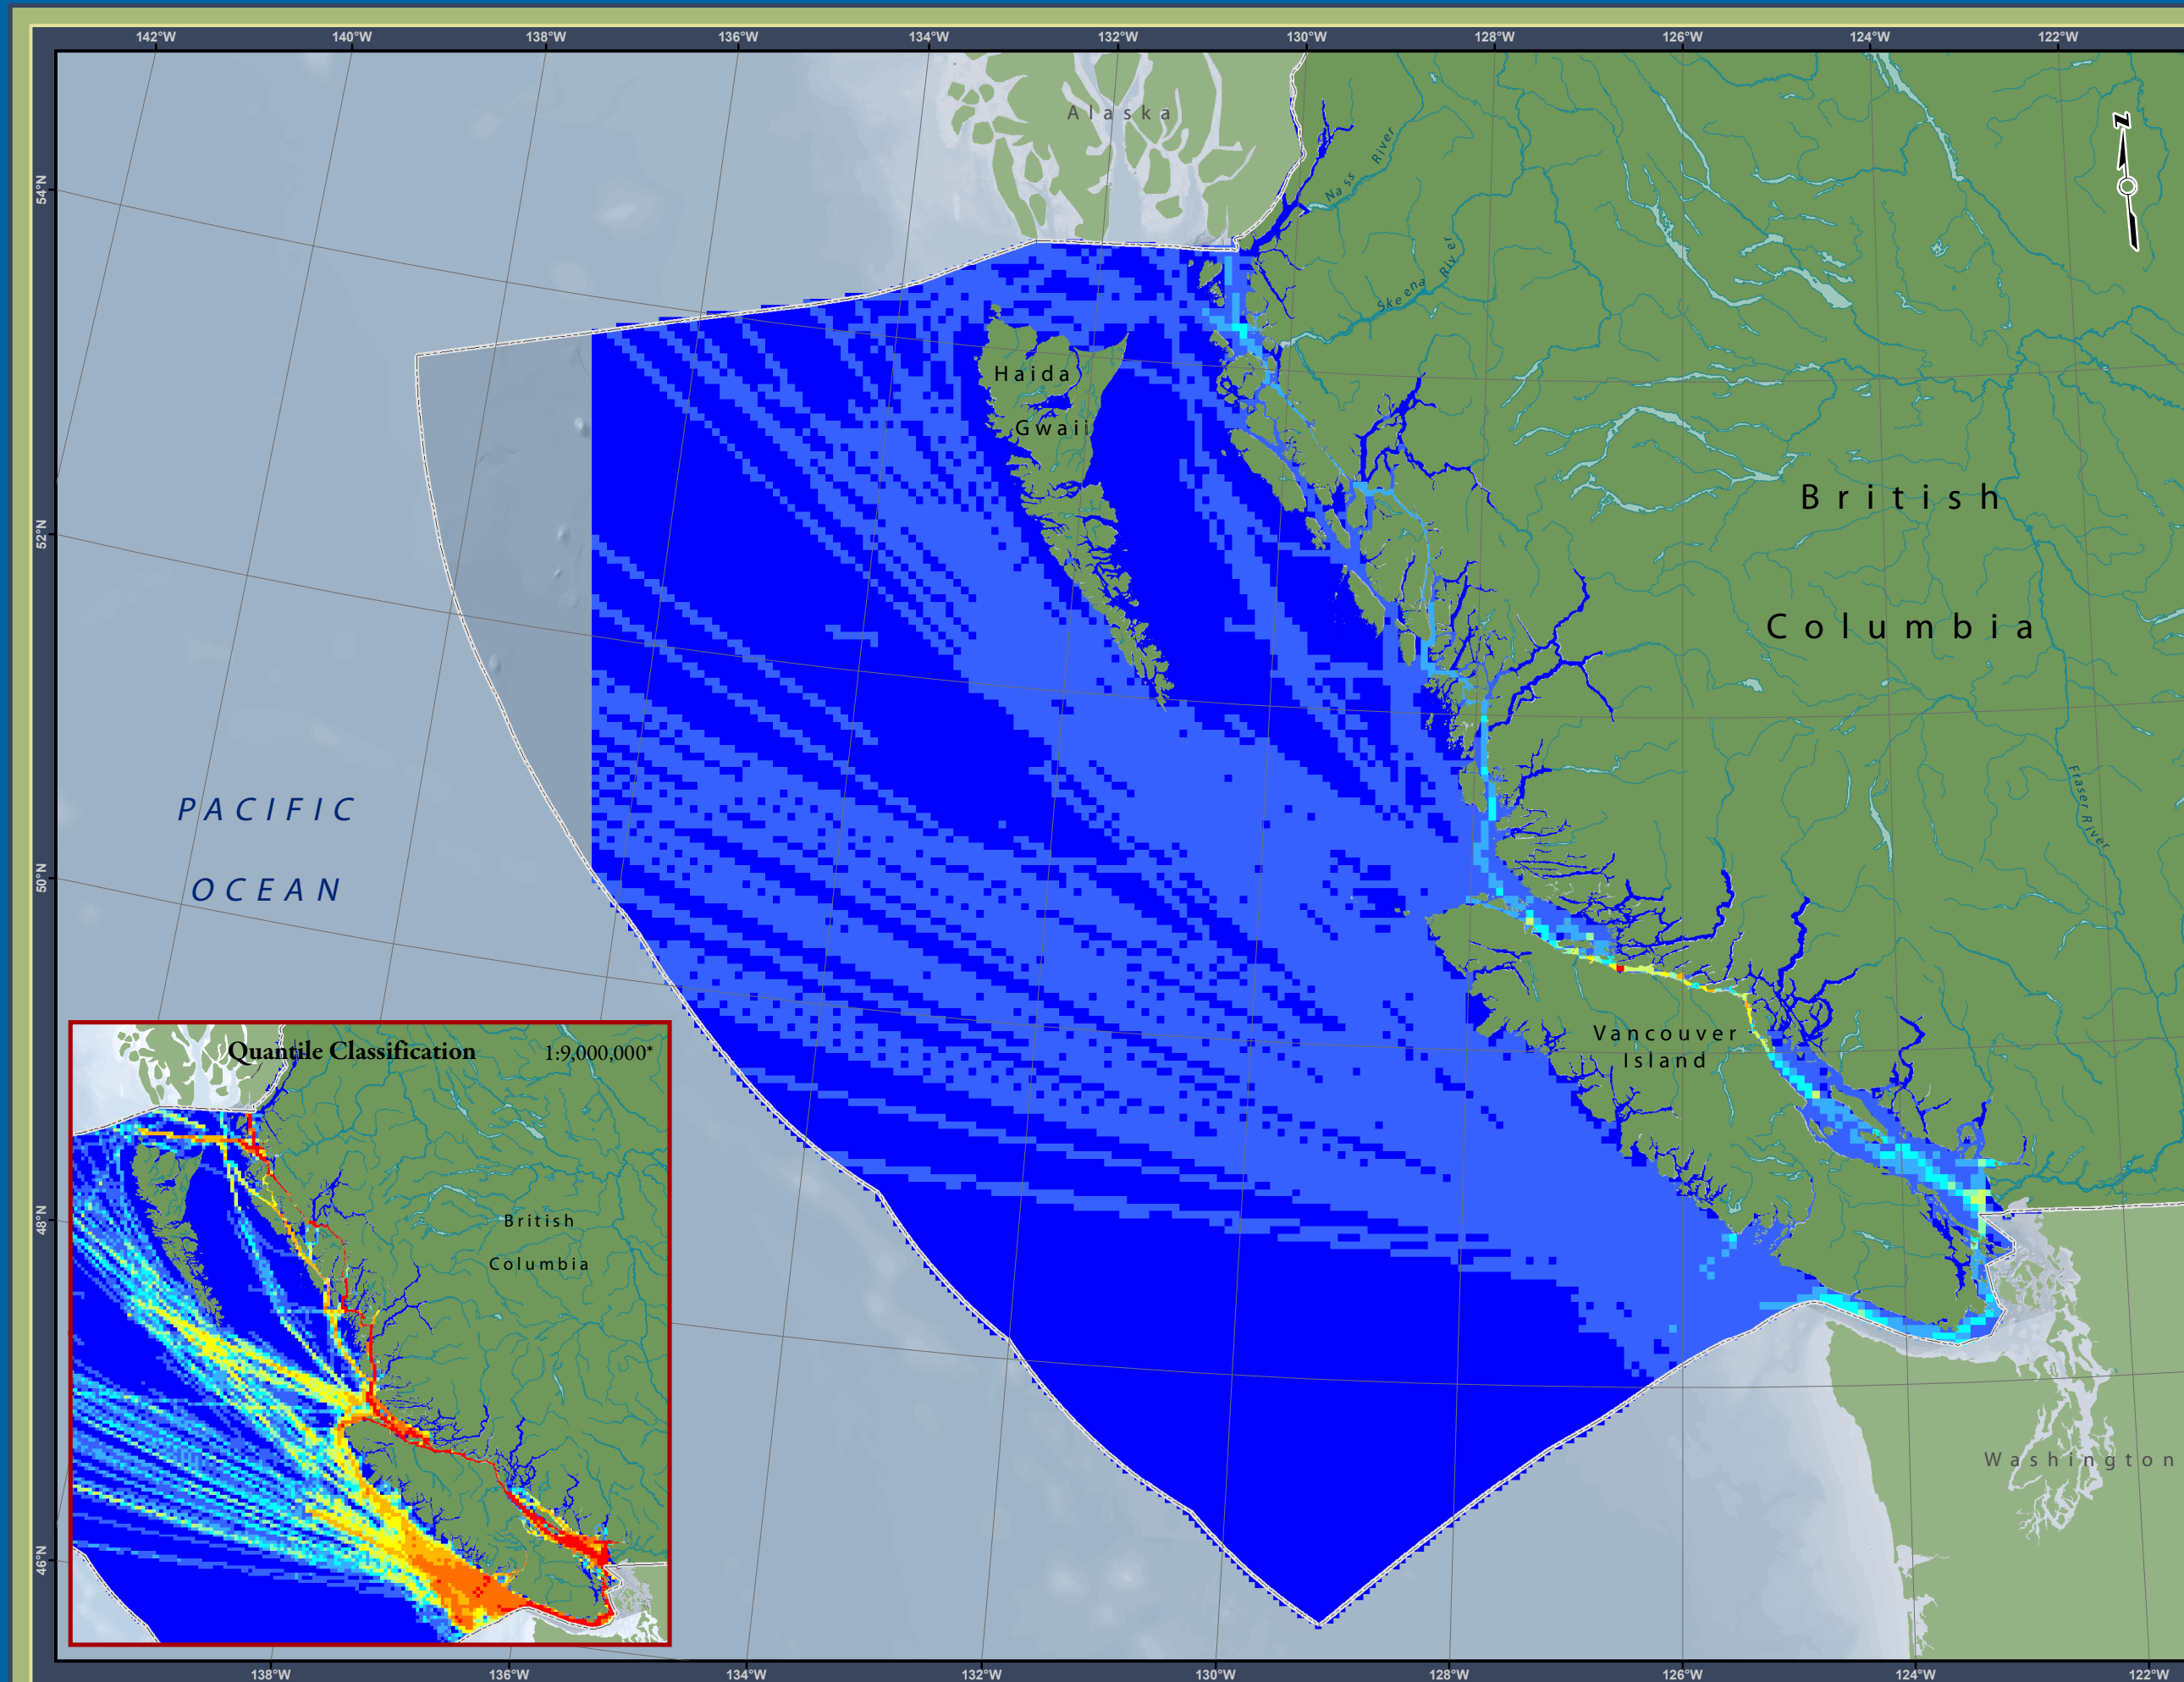 142°W 140°W 138°W 136°W 134°W 132°W 130°W 128°W 126°W 124°W 122°W
Alaska
Nass River
54°N
Skeena River
Haida
Gwaii
British
52°N
Columbia
PACIFIC
Fraser River
OCEAN
50°N
Vancouver
Island
Quantile Classification 1:9,000,000*
British
48°N
Columbia
Washington
46°N
138°W 136°W 134°W 132°W 130°W 128°W 126°W 124°W 122°W
N